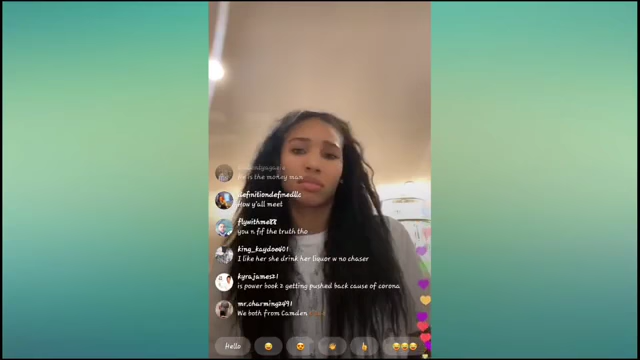 He is the money man
definitiondefinedllc
How y'all meet
flywithme88
you n fif the truth tho
king_kaydoe401
I like her she drink her liquor w no chaser
kyrajames21
is power book 2 getting pushed back cause of corona
mr.charming2491
We both from Camden
Hello